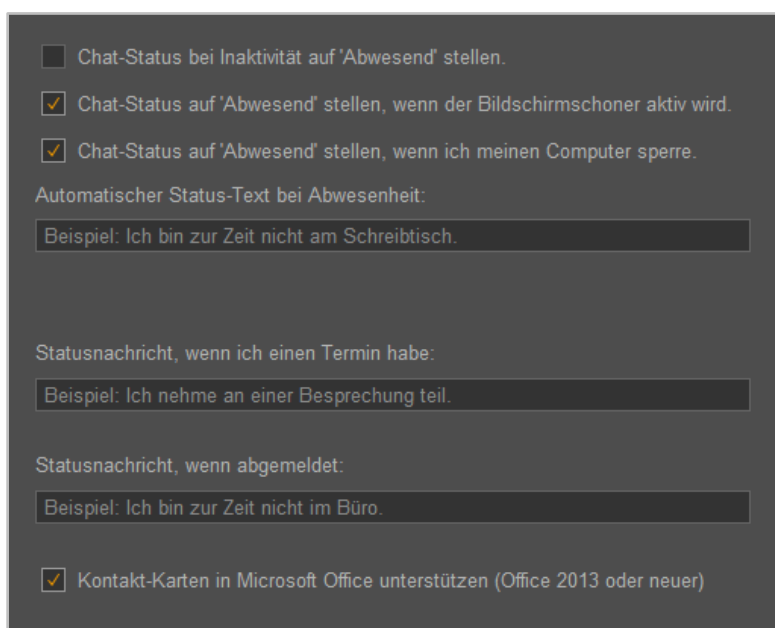 Chat-Status bei Inaktivität auf 'Abwesend' stellen.
Chat-Status auf 'Abwesend' stellen, wenn der Bildschirmschoner aktiv wird.
Chat-Status auf 'Abwesend' stellen, wenn ich meinen Computer sperre.
Automatischer Status-Text bei Abwesenheit:
Beispiel: Ich bin zur Zeit nicht am Schreibtisch.
Statusnachricht, wenn ich einen Termin habe:
Beispiel: Ich nehme an einer Besprechung teil.
Statusnachricht, wenn abgemeldet:
Beispiel: Ich bin zur Zeit nicht im Büro.
Kontakt-Karten in Microsoft Office unterstützen (Office 2013 oder neuer)